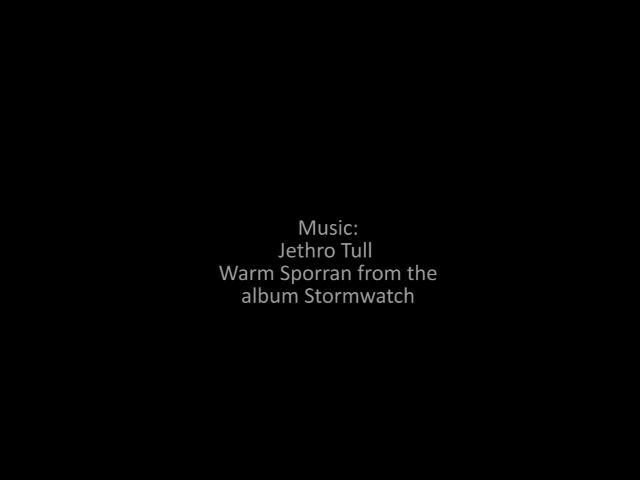 Music:
Jethro Tull
Warm Sporran from the
album Stormwatch